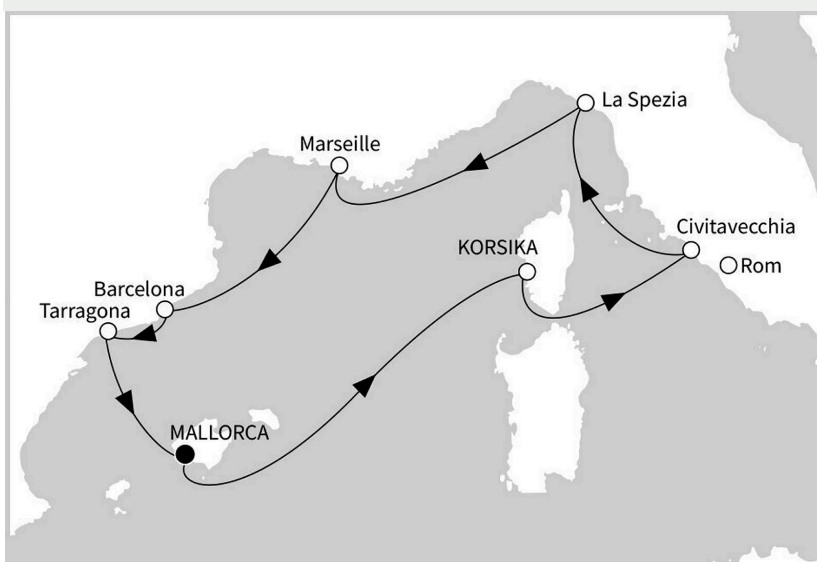 La Spezia
Marseille
Civitavecchia
KORSIKA
Rom
Barcelona
Tarragona
MALLORCA